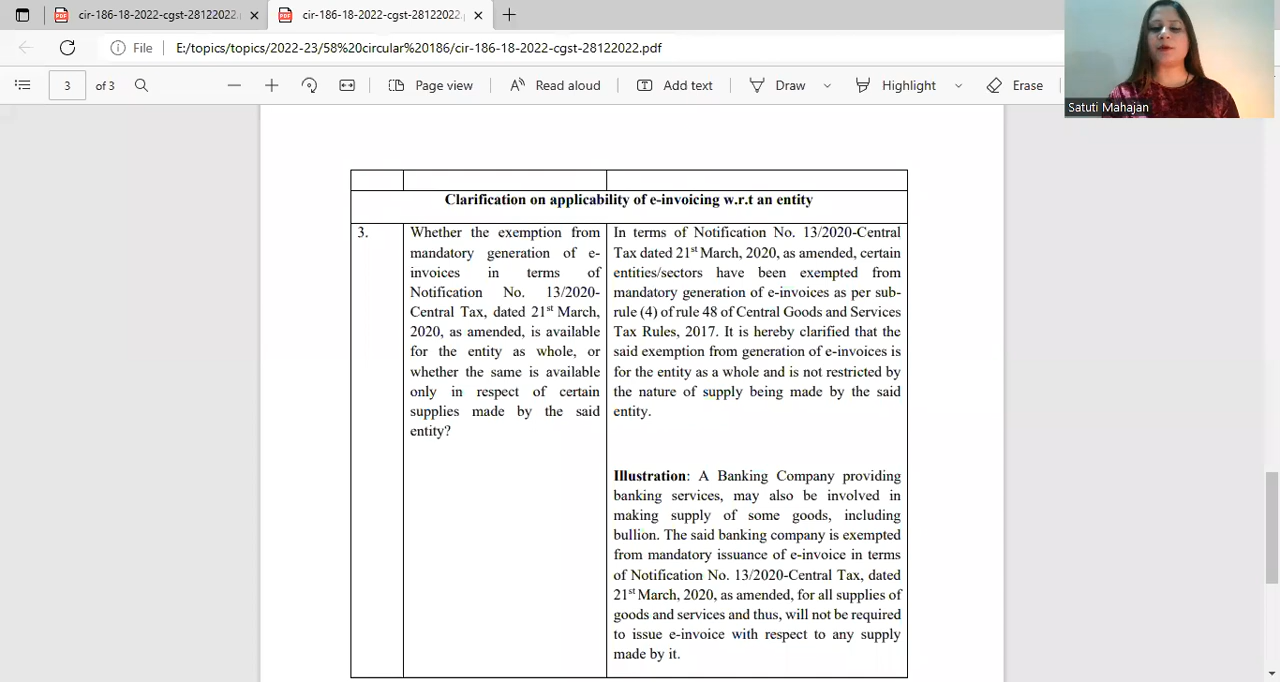 cir-186-18-2022-cgst-28122022.
cir-186-18-2022-cgst-28122022.p
File
E:/topics/topics/2022-23/58%20circular%20186/cir-186-18-2022-cgst-28122022.pdf
3
of 3
Page view
Read aloud
Add text
Draw
Highlight
Erase
Satuti Mahajan
Clarification on applicability of e-invoicing w.r.t an entity
3.
Whether the exemption from
mandatory generation of e-
invoices in terms of
Notification No. 13/2020-
Central Tax, dated 21st March,
2020, as amended, is available
for the entity as whole, or
whether the same is available
only in respect of certain
supplies made by the said
entity?
In terms of Notification No. 13/2020-Central
Tax dated 21st March, 2020, as amended, certain
entities/sectors have been exempted from
mandatory generation of e-invoices as per sub-
rule (4) of rule 48 of Central Goods and Services
Tax Rules, 2017. It is hereby clarified that the
said exemption from generation of e-invoices is
for the entity as a whole and is not restricted by
the nature of supply being made by the said
entity.
Illustration: A Banking Company providing
banking services, may also be involved in
making supply of some goods, including
bullion. The said banking company is exempted
from mandatory issuance of e-invoice in terms
of Notification No. 13/2020-Central Tax, dated
21st March, 2020, as amended, for all supplies of
goods and services and thus, will not be required
to issue e-invoice with respect to any supply
made by it.